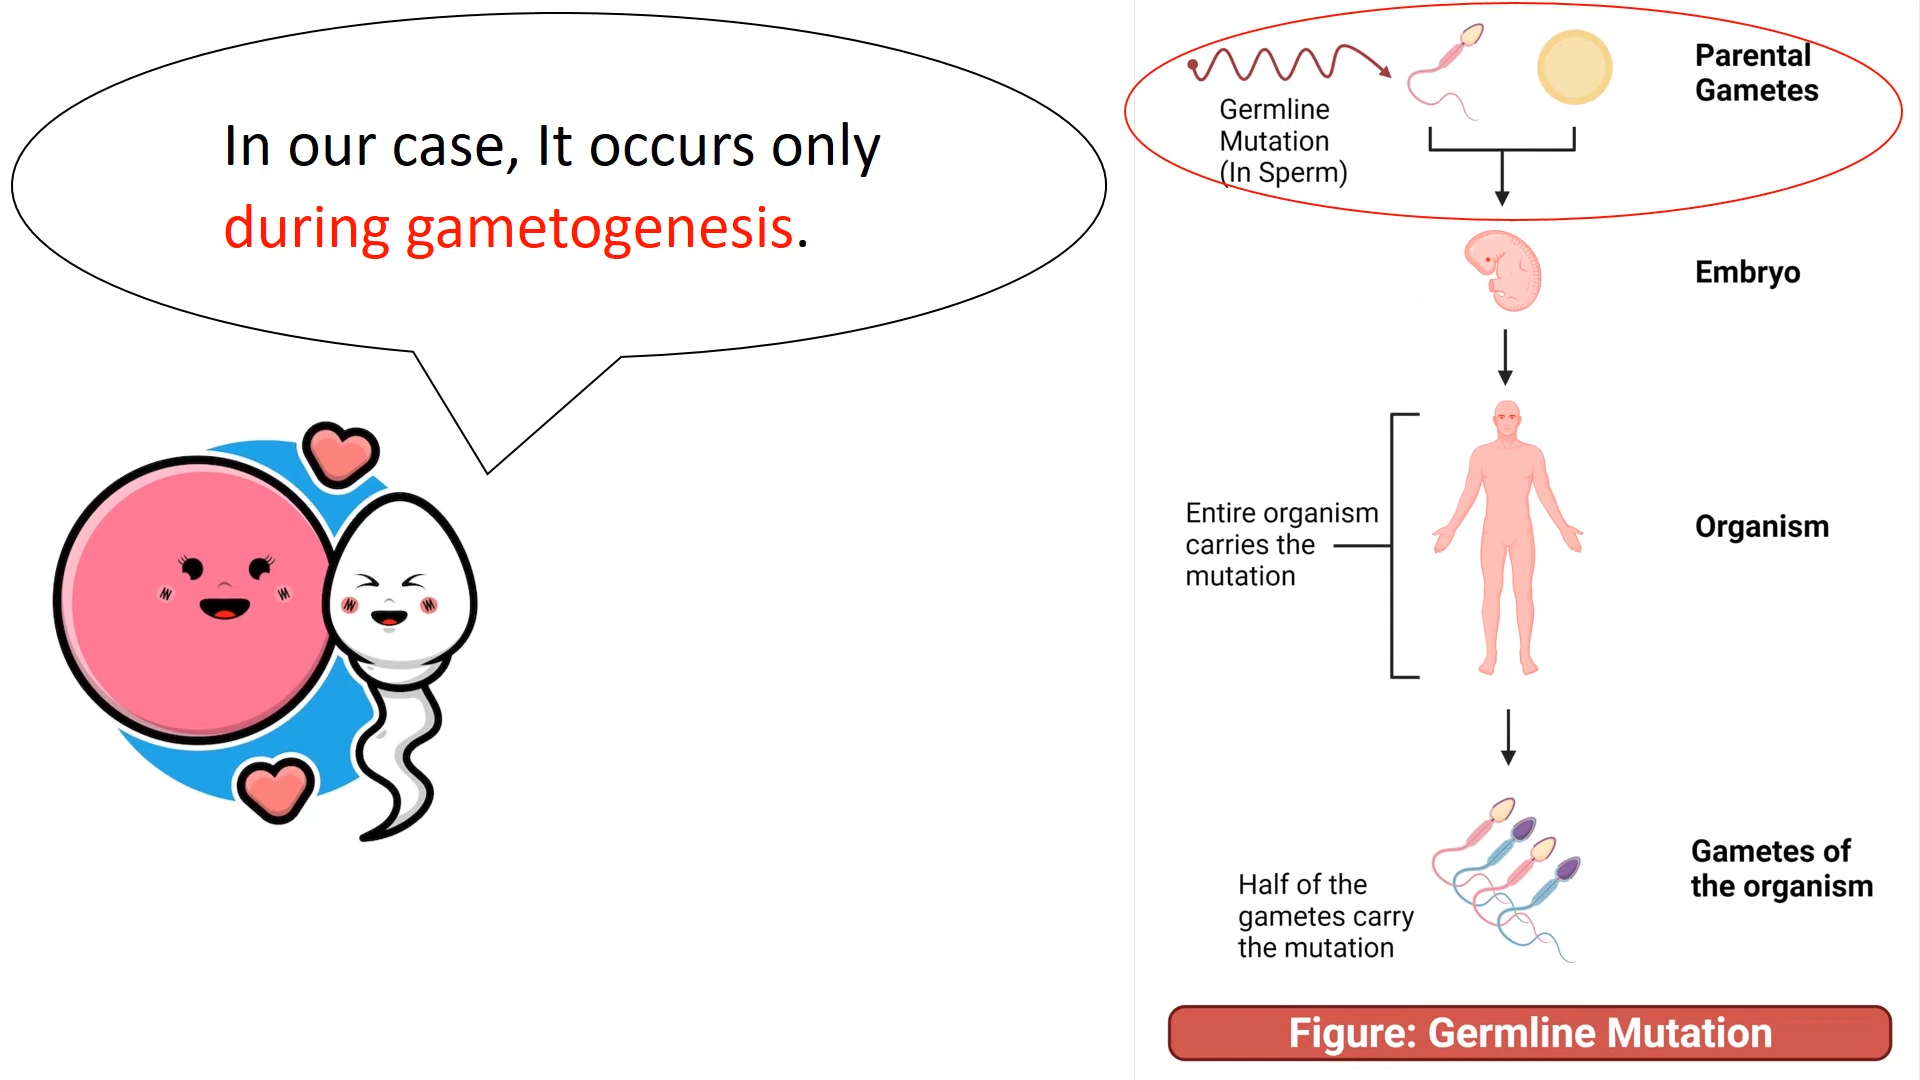 In our case, It occurs only
during gametogenesis.
Germline
Mutation
(In Sperm)
Parental
Gametes
Embryo
Entire organism
carries the
mutation
Organism
Half of the
gametes carry
the mutation
Gametes of
the organism
Figure: Germline Mutation